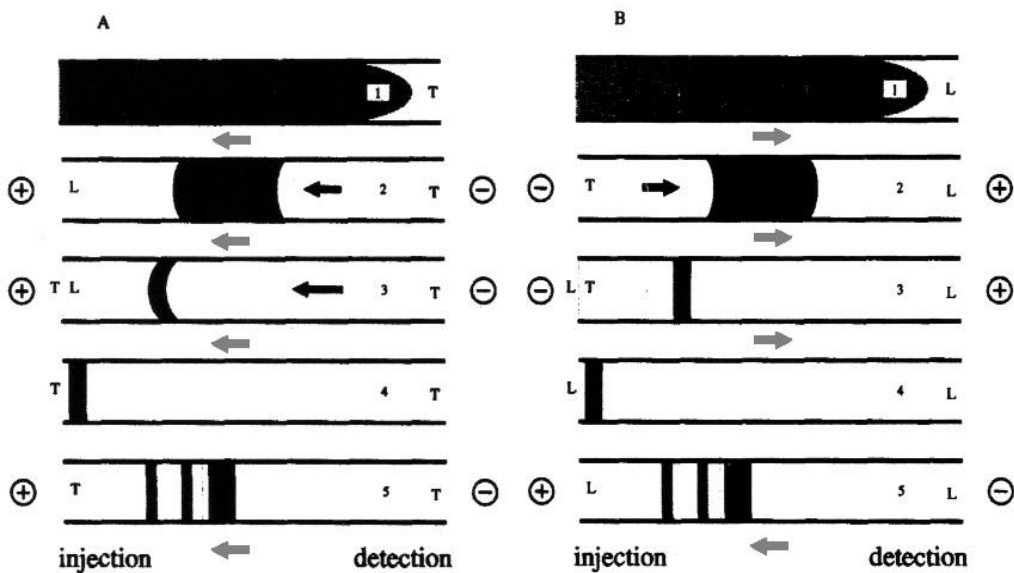 A B
1 T 1 L
+ L 2 T - - T 2 L +
+ T L 3 T - - L T 3 L +
T 4 T L 4 L
+ T 5 T - + L 5 L -
injection detection injection detection